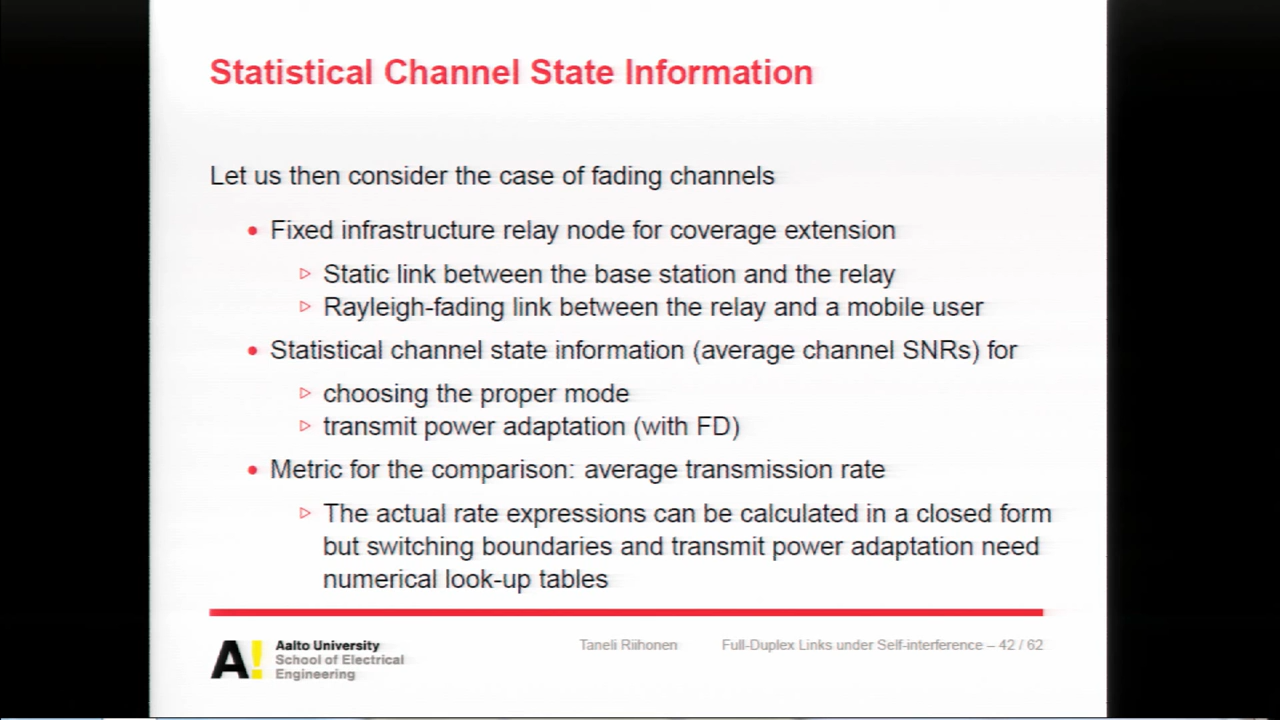 Statistical Channel State Information
Let us then consider the case of fading channels
• Fixed infrastructure relay node for coverage extension
▷ Static link between the base station and the relay
▷ Rayleigh-fading link between the relay and a mobile user
• Statistical channel state information (average channel SNRs) for
▷ choosing the proper mode
▷ transmit power adaptation (with FD)
• Metric for the comparison: average transmission rate
▷ The actual rate expressions can be calculated in a closed form
but switching boundaries and transmit power adaptation need
numerical look-up tables
A! Aalto University
School of Electrical
Engineering
Taneli Riihonen Full-Duplex Links under Self-interference – 42 / 62